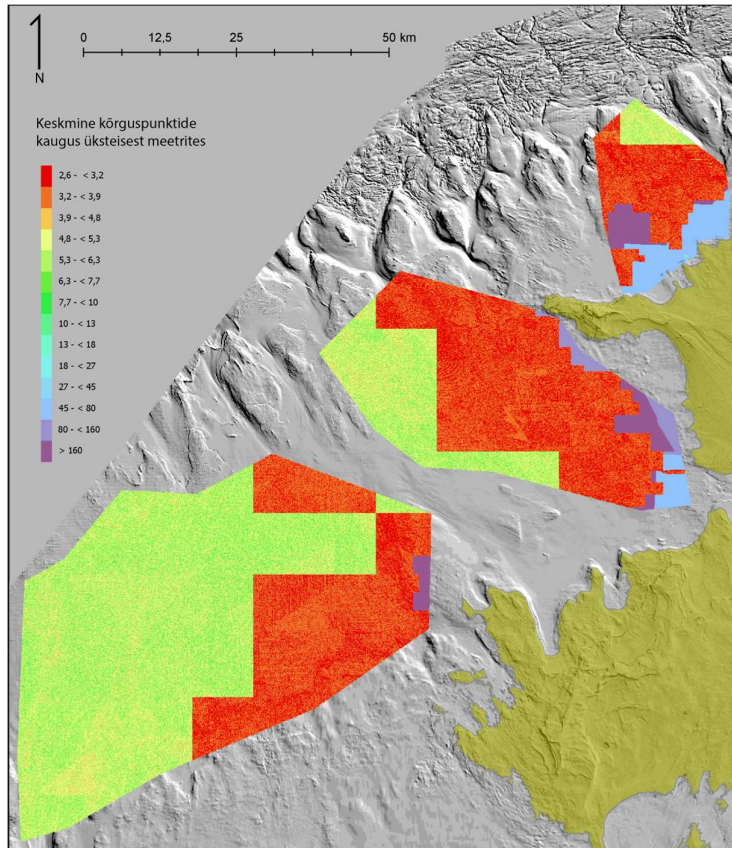 N
0 12,5 25 50 km
Keskmine kõrguspunktide
kaugus üksteisest meetrites
2,6 - < 3,2
3,2 - < 3,9
3,9 - < 4,8
4,8 - < 5,3
5,3 - < 6,3
6,3 - < 7,7
7,7 - < 10
10 - < 13
13 - < 18
18 - < 27
27 - < 45
45 - < 80
80 - < 160
> 160